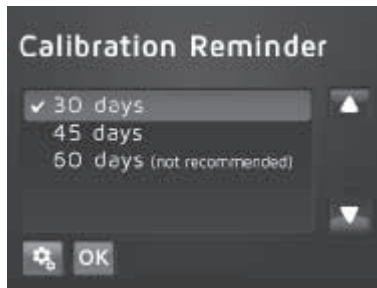 Calibration Reminder
30 days
45 days
60 days (not recommended)
OK